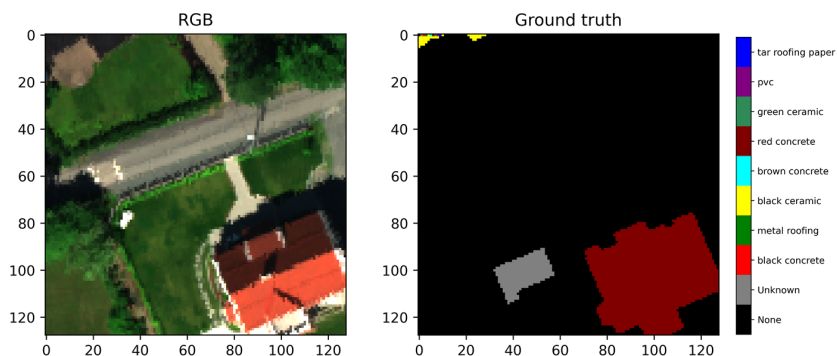 RGB
Ground truth
0
20
40
60
80
100
120
0 20 40 60 80 100 120
0
20
40
60
80
100
120
0 20 40 60 80 100 120
tar roofing paper
pvc
green ceramic
red concrete
brown concrete
black ceramic
metal roofing
black concrete
Unknown
None